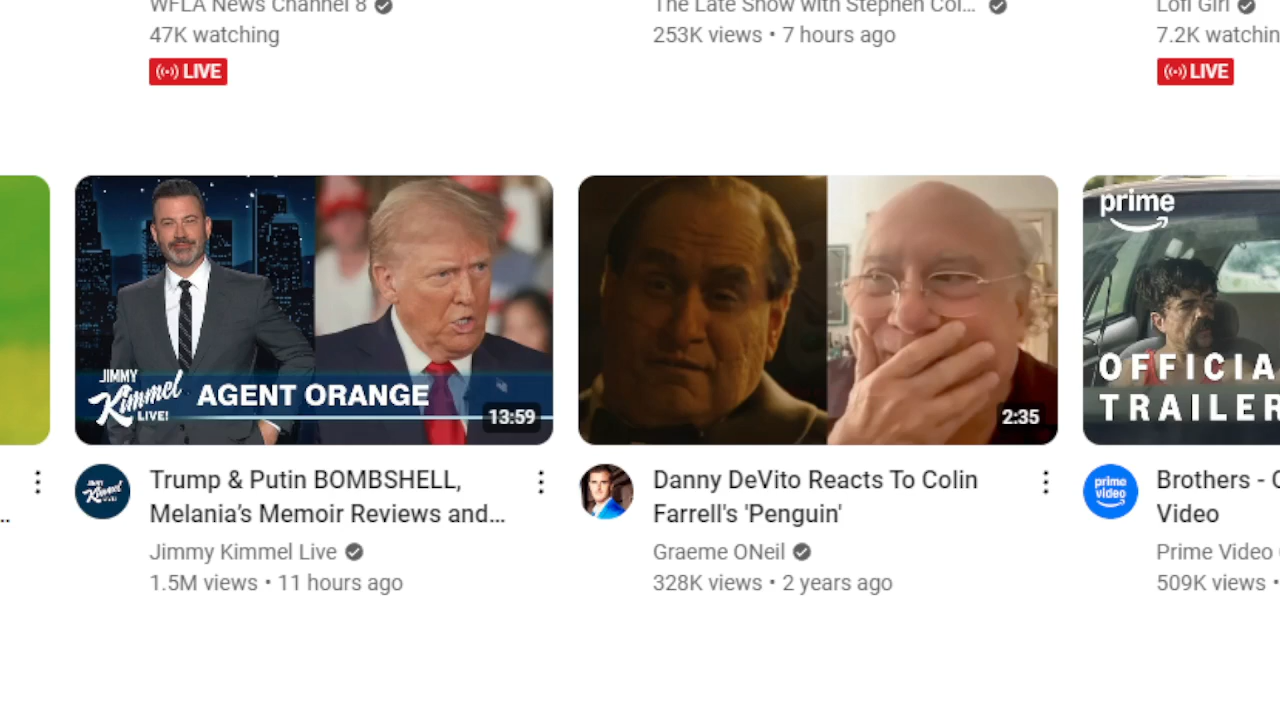 WFLA News Channel 8
47K watching
LIVE
The Late Show with Stephen Col...
253K views • 7 hours ago
Lofi Girl
7.2K watchin
LIVE
JIMMY
Kimmel
LIVE!
AGENT ORANGE
13:59
2:35
prime
OFFICIA
TRAILER
...
Trump & Putin BOMBSHELL,
Melania’s Memoir Reviews and...
Jimmy Kimmel Live
1.5M views • 11 hours ago
Danny DeVito Reacts To Colin
Farrell's 'Penguin'
Graeme ONeil
328K views • 2 years ago
prime
video
Brothers -
Video
Prime Video
509K views •